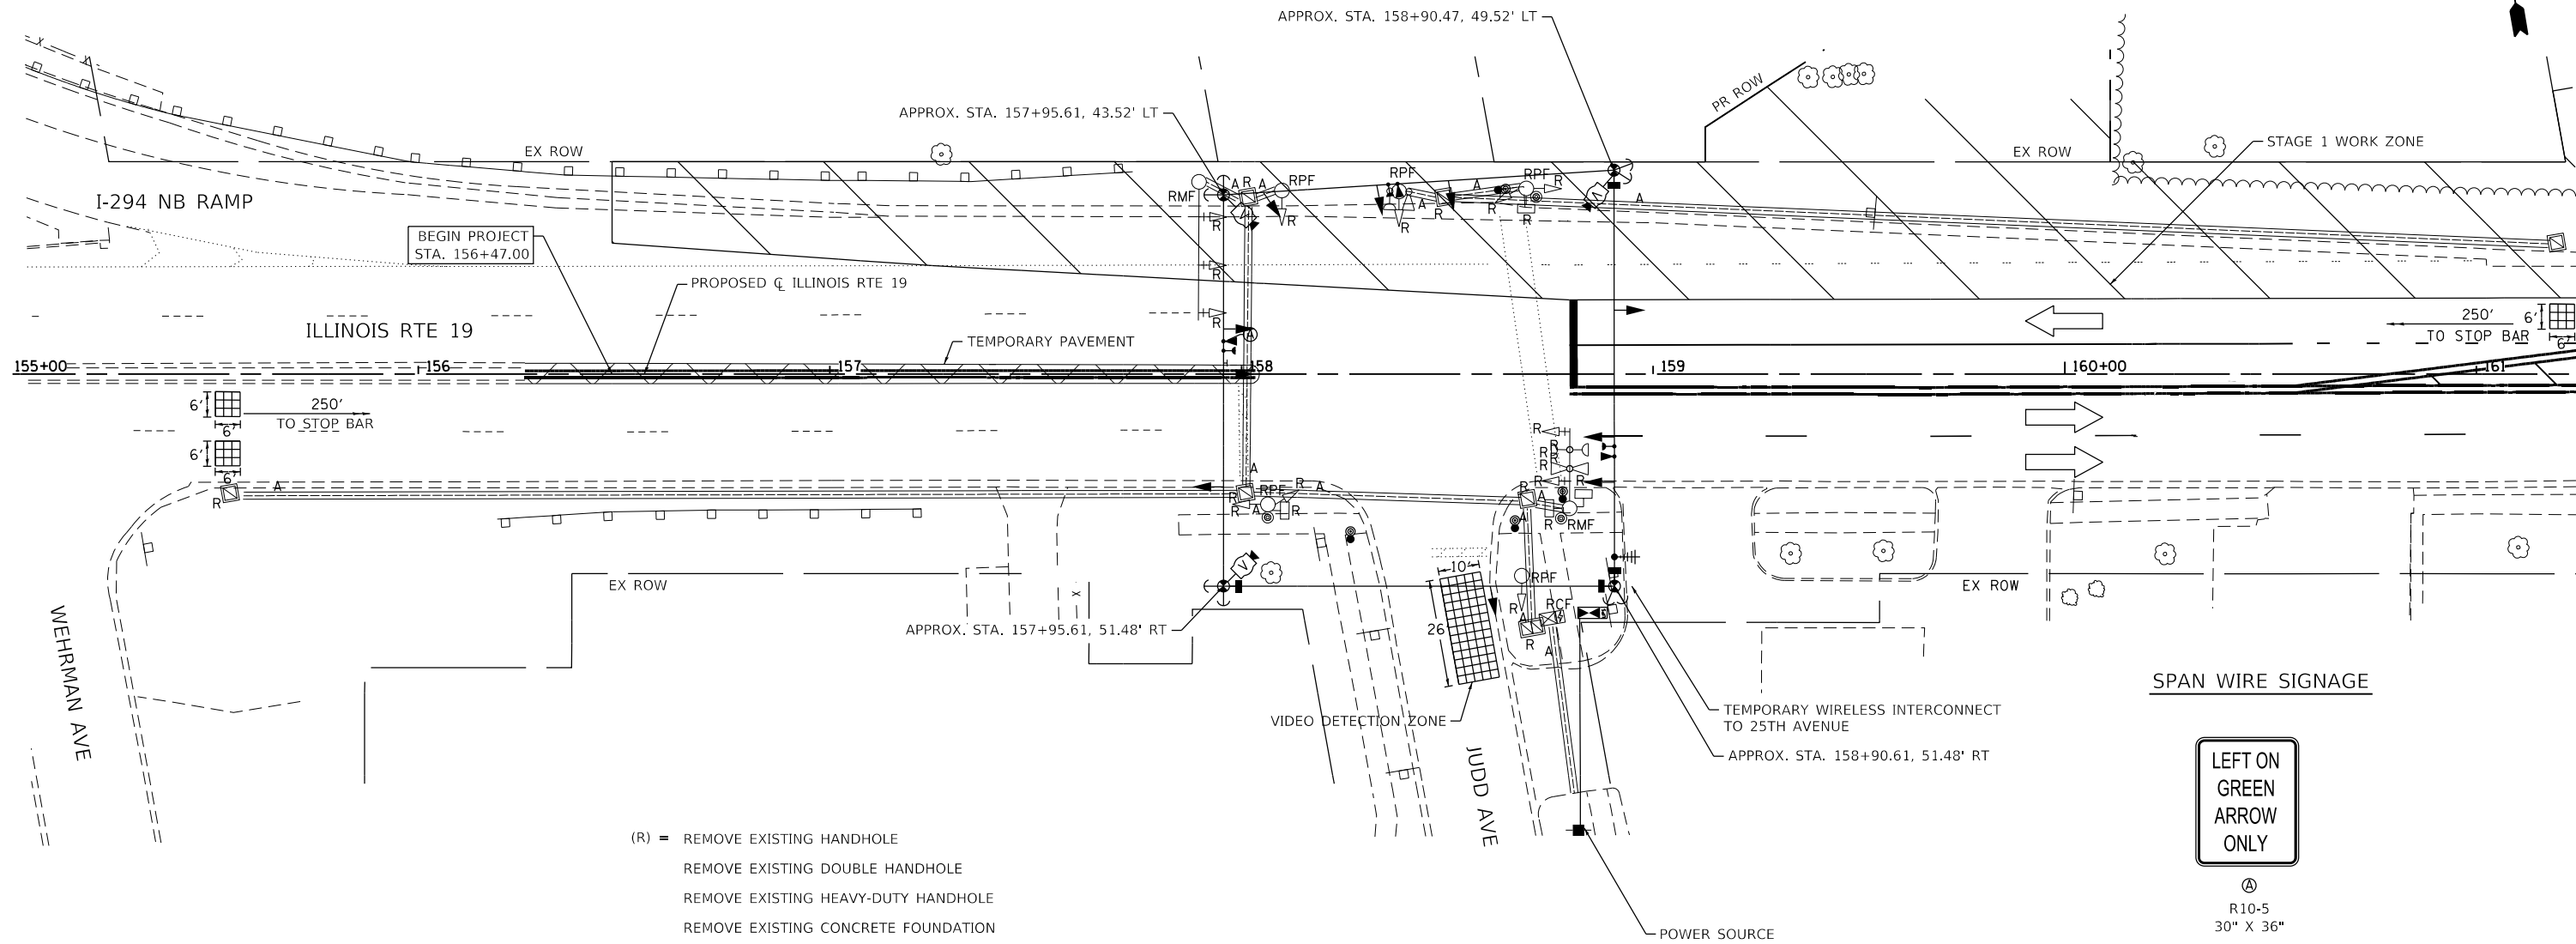 APPROX. STA. 158+90.47, 49.52' LT
APPROX. STA. 157+95.61, 43.52' LT
PR ROW
EX ROW
EX ROW
STAGE 1 WORK ZONE
I-294 NB RAMP
RMF
A
R
A
RPF
R
RPF
R
R
A
RPF
R
R
R
A
R
R
R
BEGIN PROJECT
STA. 156+47.00
PROPOSED ℄ ILLINOIS RTE 19
ILLINOIS RTE 19
TEMPORARY PAVEMENT
A
250'
TO STOP BAR
6'
6'
155+00
156
157
158
159
160+00
161
6'
6'
250'
TO STOP BAR
6'
6'
R
A
A
R
R
RPF
R
A
R
A
R
R
R
R
R
R
R
R
A
R
RMF
A
EX ROW
V
10'
RPF
R
RCF
A
R
A
26'
EX ROW
APPROX. STA. 157+95.61, 51.48' RT
WEHRMAN AVE
VIDEO DETECTION ZONE
JUDD AVE
TEMPORARY WIRELESS INTERCONNECT
TO 25TH AVENUE
APPROX. STA. 158+90.61, 51.48' RT
SPAN WIRE SIGNAGE
LEFT ON
GREEN
ARROW
ONLY
A
R10-5
30" X 36"
(R) = REMOVE EXISTING HANDHOLE
REMOVE EXISTING DOUBLE HANDHOLE
REMOVE EXISTING HEAVY-DUTY HANDHOLE
REMOVE EXISTING CONCRETE FOUNDATION
POWER SOURCE